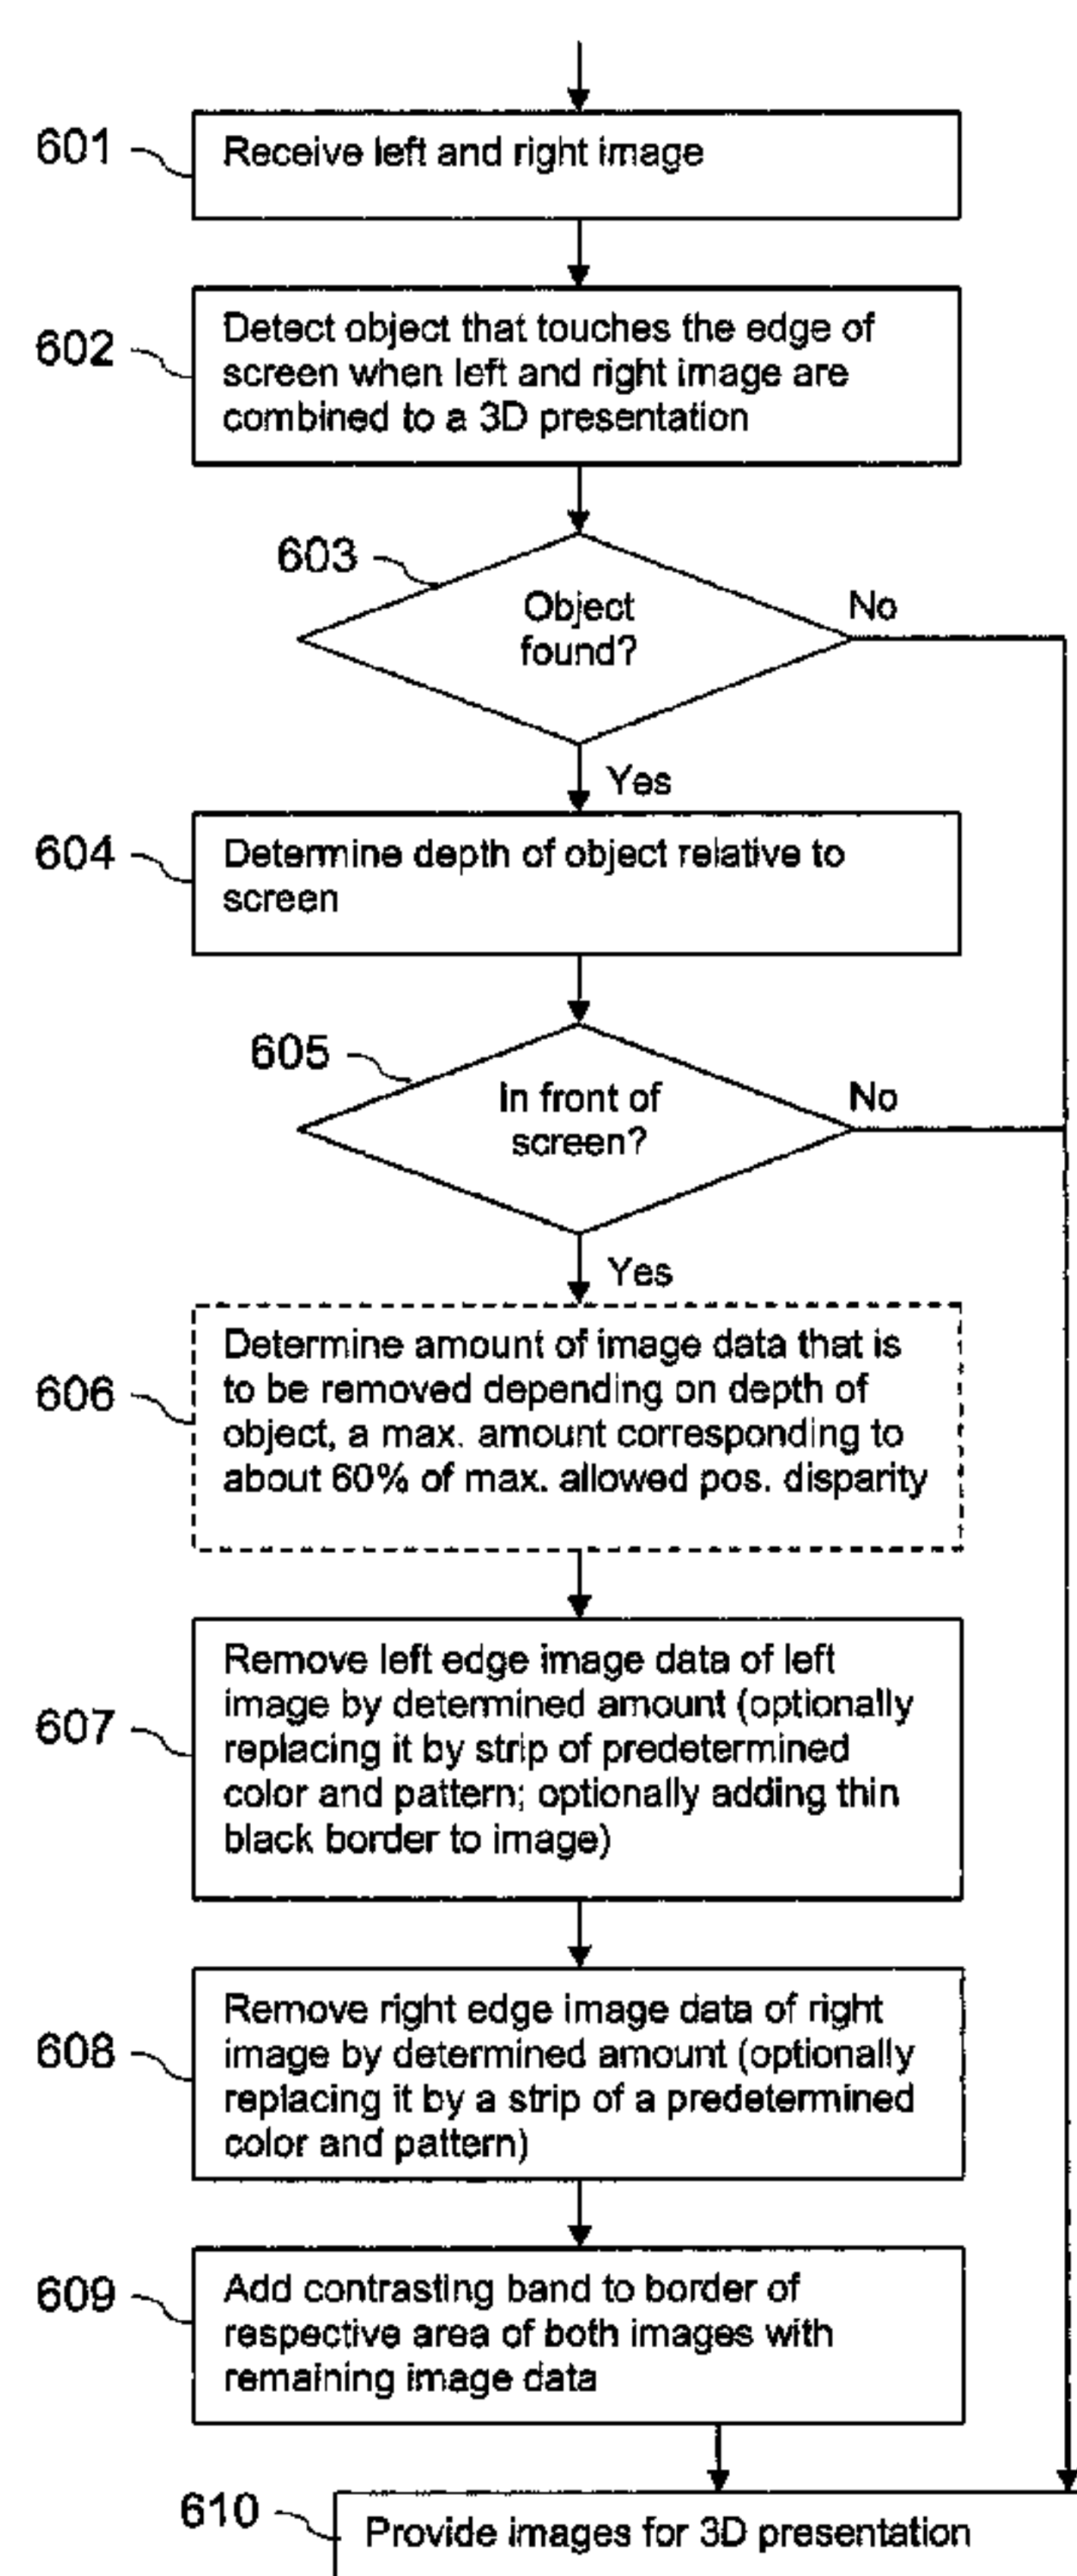 601
Receive left and right image
602
Detect object that touches the edge of
screen when left and right image are
combined to a 3D presentation
603
Object
found?
No
Yes
604
Determine depth of object relative to
screen
605
In front of
screen?
No
Yes
606
Determine amount of image data that is
to be removed depending on depth of
object, a max. amount corresponding to
about 60% of max. allowed pos. disparity
607
Remove left edge image data of left
image by determined amount (optionally
replacing it by strip of predetermined
color and pattern; optionally adding thin
black border to image)
608
Remove right edge image data of right
image by determined amount (optionally
replacing it by a strip of a predetermined
color and pattern)
609
Add contrasting band to border of
respective area of both images with
remaining image data
610
Provide images for 3D presentation